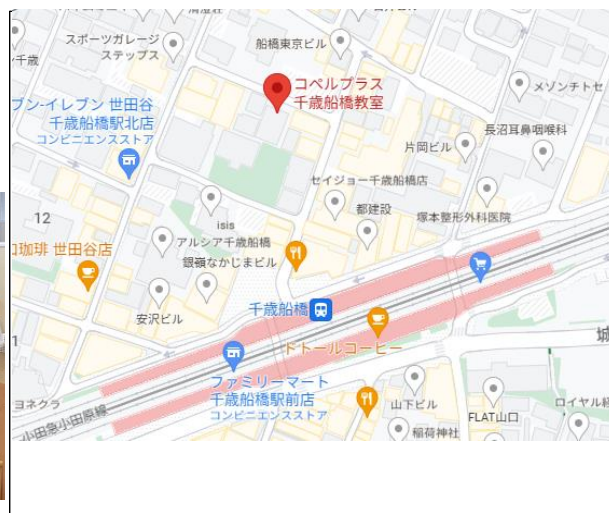 スポーツガレージ
ステップス
船橋東京ビル
コペルプラス
千歳船橋教室
メゾンチトセ
ブン-イレブン 世田谷
千歳船橋駅北店
コンビニエンスストア
長沼耳鼻咽喉科
片岡ビル
セイジョー千歳船橋店
12
isis
都建設
塚本整形外科医院
珈琲 世田谷店
アルシア千歳船橋
銀嶺なかじまビル
千歳船橋
安沢ビル
城
ドトールコーヒー
ファミリーマート
千歳船橋駅前店
コンビニエンスストア
ヨネクラ
小田急小田原線
山下ビル
FLAT山口
ロイヤル経
稲荷神社